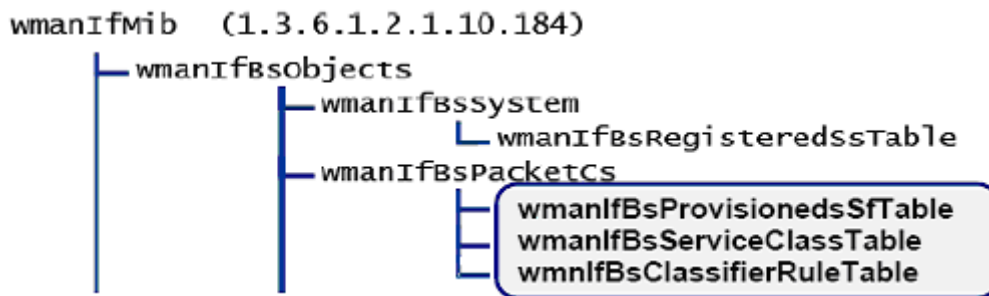 wmanIfMib (1.3.6.1.2.1.10.184)
wmanIfBsObjects
wmanIfBsSystem
wmanIfBsRegisteredSsTable
wmanIfBsPacketCs
wmanIfBsProvisionedsSfTable
wmanIfBsServiceClassTable
wmnIfBsClassifierRuleTable